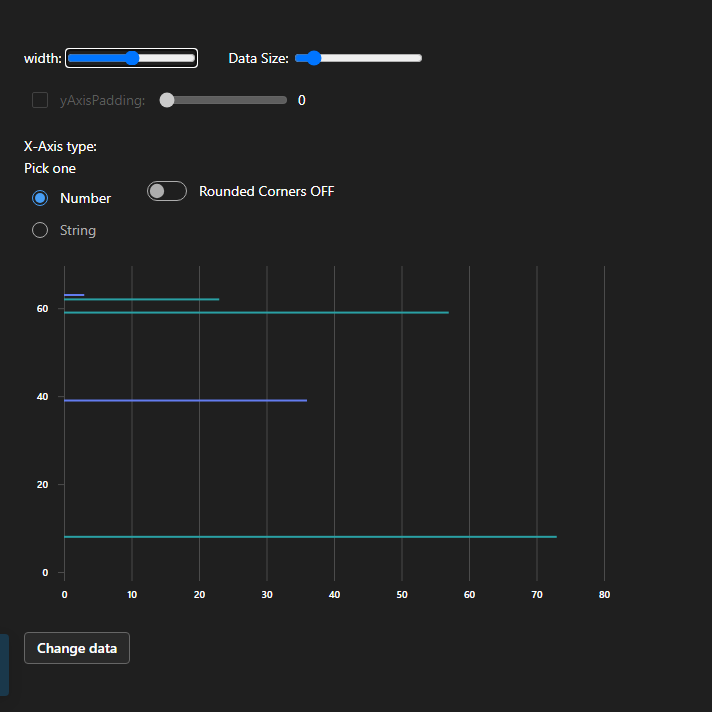 width: Data Size:
yAxisPadding: 0
X-Axis type:
Pick one
Number Rounded Corners OFF
String
60
40
20
0
0 10 20 30 40 50 60 70 80
Change data